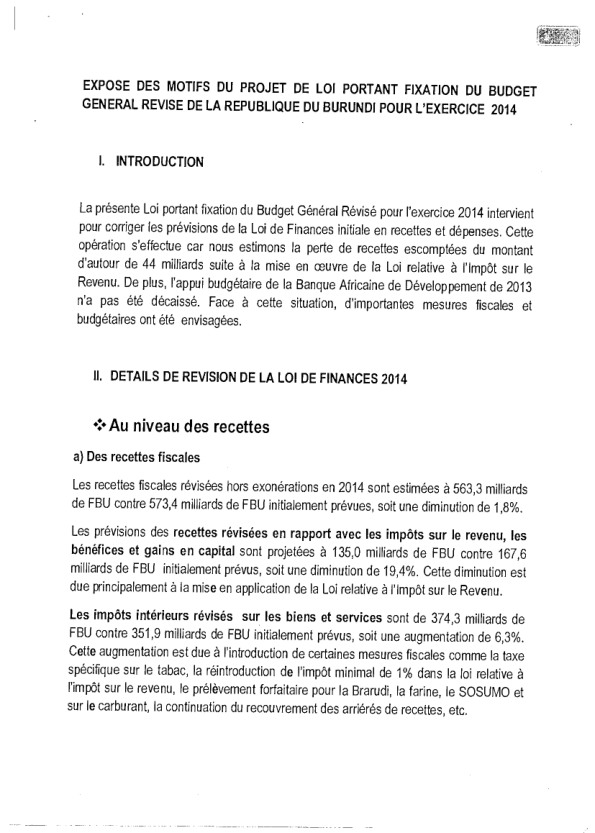 EXPOSE DES MOTIFS DU PROJET DE LOI PORTANT FIXATION DU BUDGET
GENERAL REVISE DE LA REPUBLIQUE DU BURUNDI POUR L'EXERCICE 2014
I. INTRODUCTION
La présente Loi portant fixation du Budget Général Révisé pour l'exercice 2014 intervient
pour corriger les prévisions de la Loi de Finances initiale en recettes et dépenses. Cette
opération s'effectue car nous estimons la perte de recettes escomptées du montant
d'autour de 44 milliards suite à la mise en œuvre de la Loi relative à l'Impôt sur le
Revenu. De plus, l'appui budgétaire de la Banque Africaine de Développement de 2013
n'a pas été décaissé. Face à cette situation, d'importantes mesures fiscales et
budgétaires ont été envisagées.
II. DETAILS DE REVISION DE LA LOI DE FINANCES 2014
❖ Au niveau des recettes
a) Des recettes fiscales
Les recettes fiscales révisées hors exonérations en 2014 sont estimées à 563,3 milliards
de FBU contre 573,4 milliards de FBU initialement prévues, soit une diminution de 1,8%.
Les prévisions des recettes révisées en rapport avec les impôts sur le revenu, les
bénéfices et gains en capital sont projetées à 135,0 milliards de FBU contre 167,6
milliards de FBU initialement prévus, soit une diminution de 19,4%. Cette diminution est
due principalement à la mise en application de la Loi relative à l'Impôt sur le Revenu.
Les impôts intérieurs révisés sur les biens et services sont de 374,3 milliards de
FBU contre 351,9 milliards de FBU initialement prévus, soit une augmentation de 6,3%.
Cette augmentation est due à l'introduction de certaines mesures fiscales comme la taxe
spécifique sur le tabac, la réintroduction de l'impôt minimal de 1% dans la loi relative à
l'impôt sur le revenu, le prélèvement forfaitaire pour la Brarudi, la farine, le SOSUMO et
sur le carburant, la continuation du recouvrement des arriérés de recettes, etc.